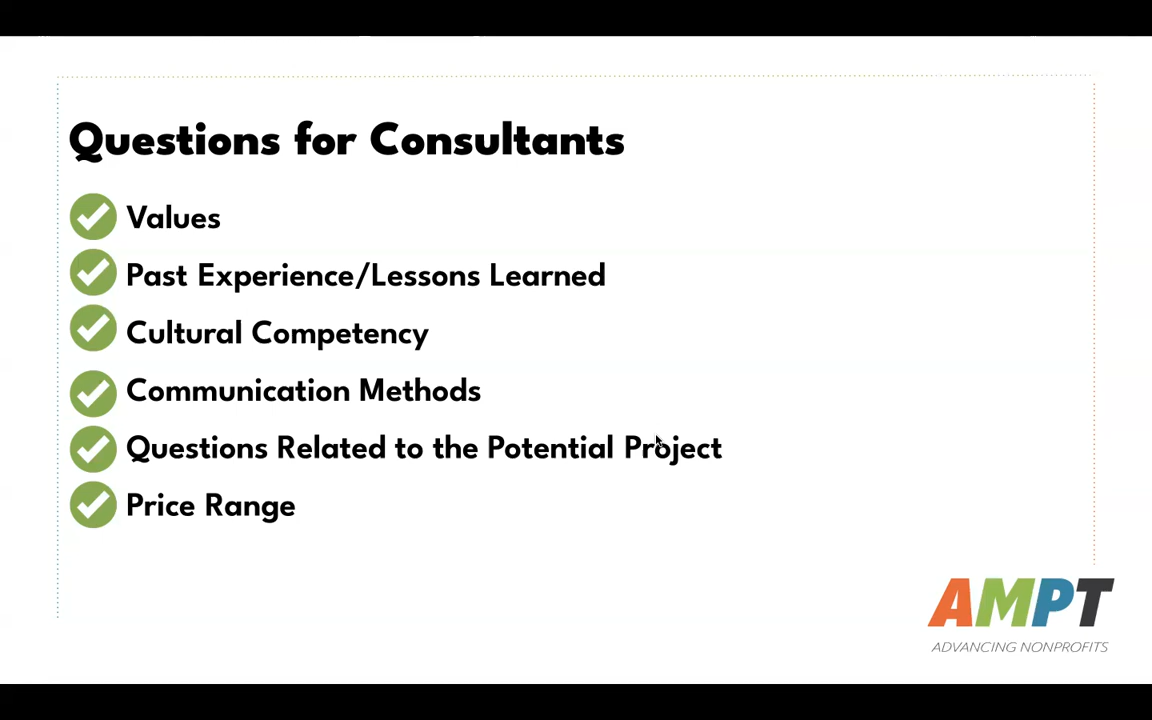 Questions for Consultants
Values
Past Experience/Lessons Learned
Cultural Competency
Communication Methods
Questions Related to the Potential Project
Price Range
AMPT
ADVANCING NONPROFITS